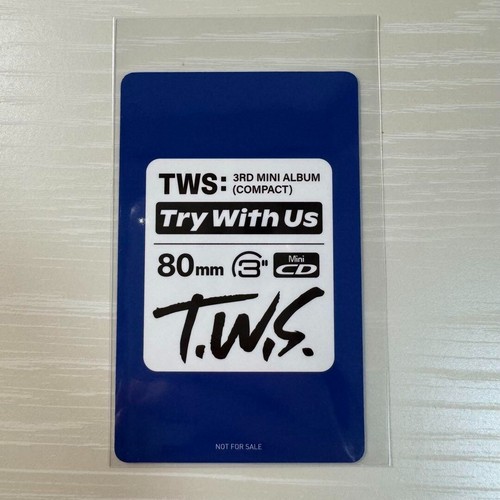 TWS: 3RD MINI ALBUM
(COMPACT)
Try With Us
80mm 3" Mini
CD
T.W.S.
NOT FOR SALE